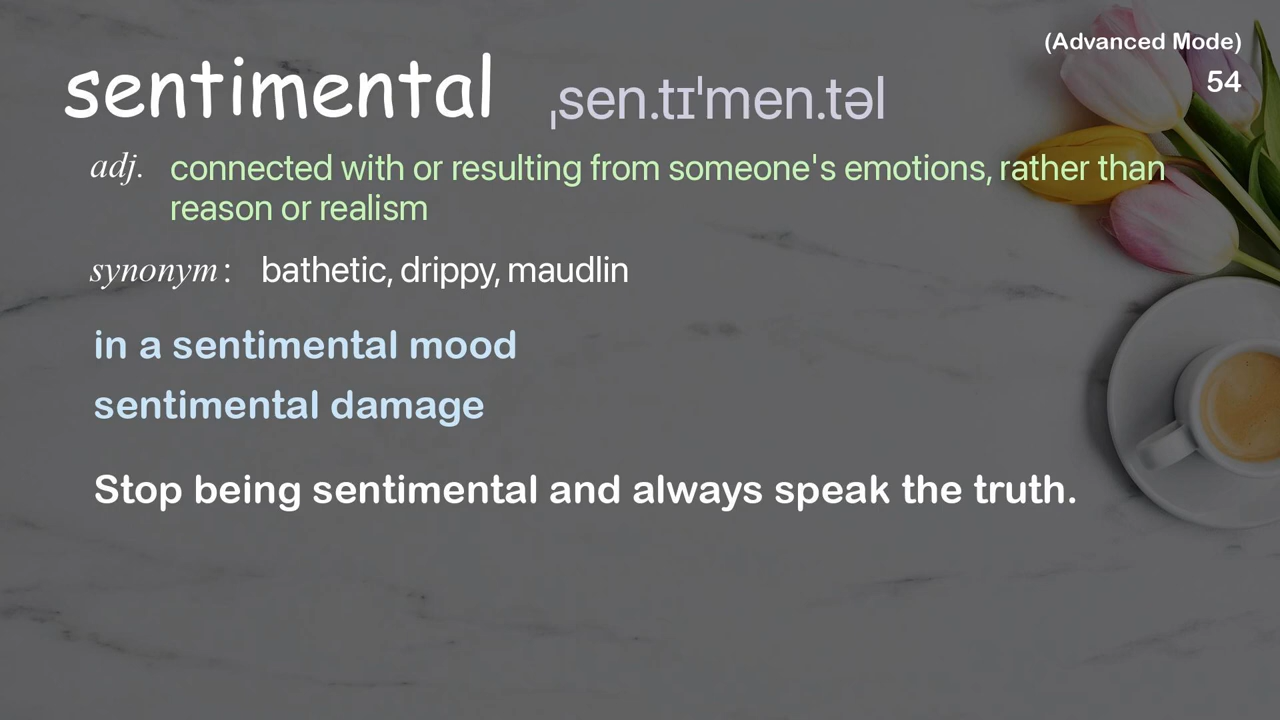 (Advanced Mode)
54
sentimental ˌsen.tɪˈmen.təl
adj. connected with or resulting from someone's emotions, rather than
reason or realism
synonym: bathetic, drippy, maudlin
in a sentimental mood
sentimental damage
Stop being sentimental and always speak the truth.